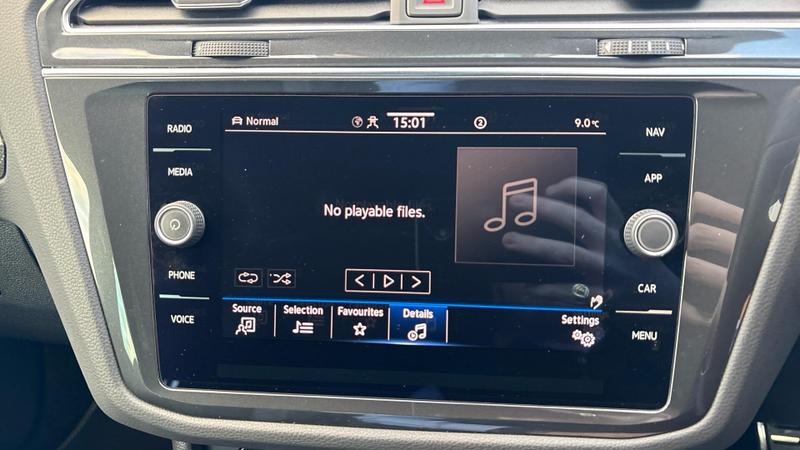 RADIO
MEDIA
PHONE
VOICE
Normal
15:01
2
9.0°C
No playable files.
Source
Selection
Favourites
Details
Settings
NAV
APP
CAR
MENU